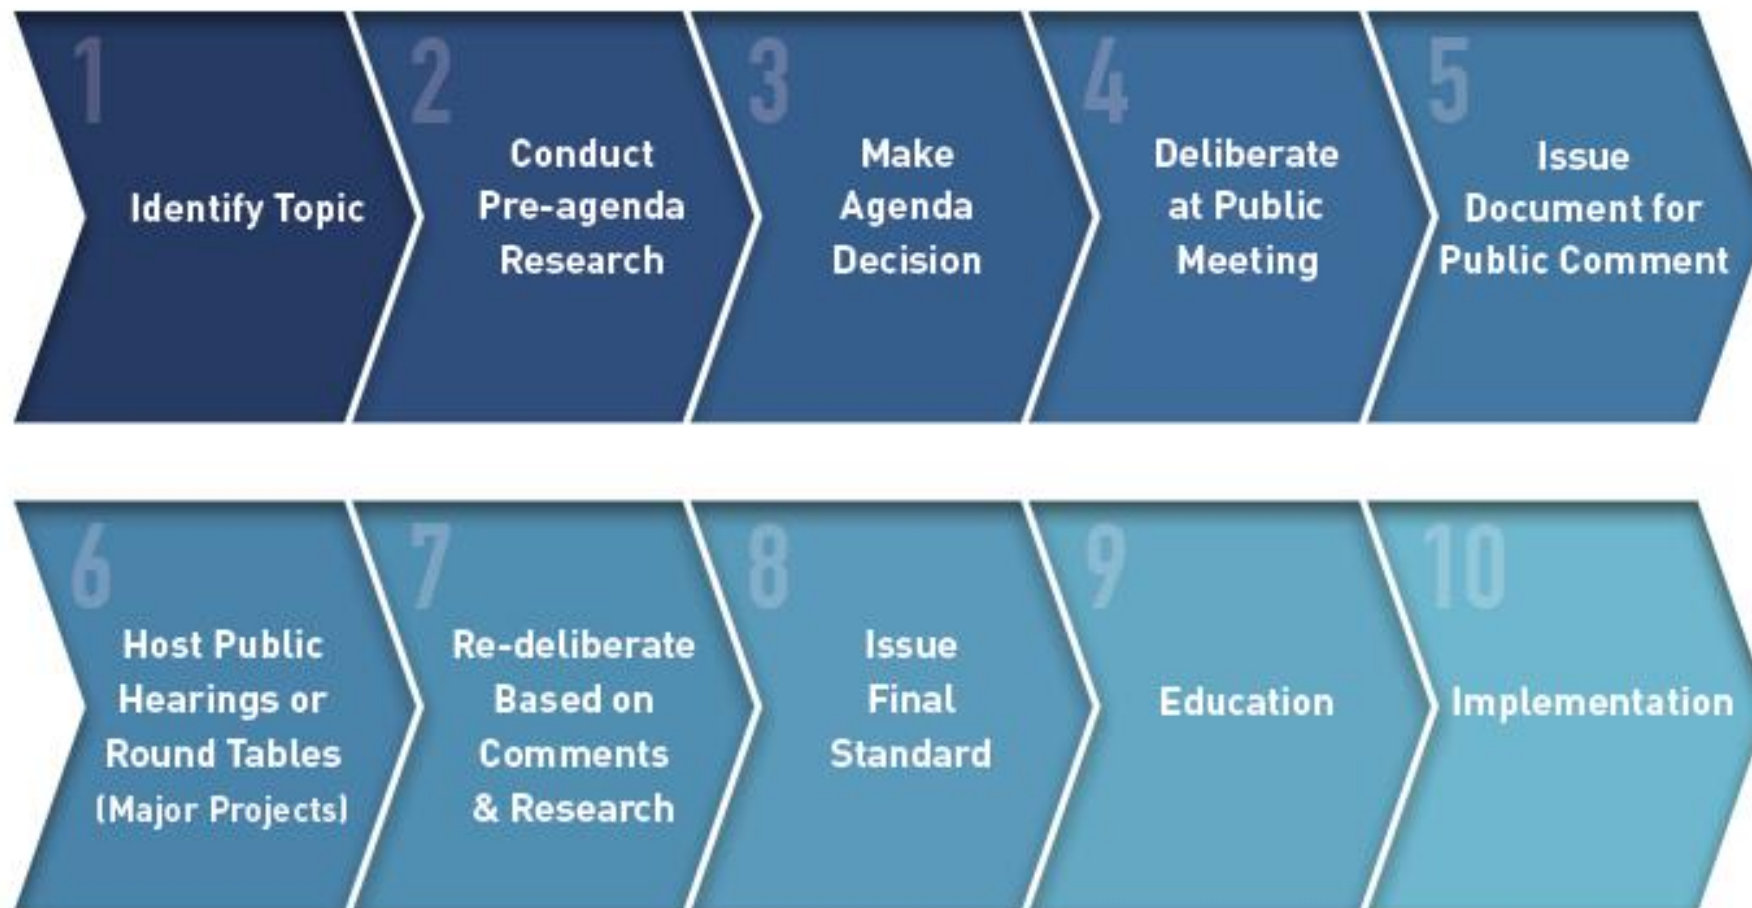 1
Identify Topic
2
Conduct
Pre-agenda
Research
3
Make
Agenda
Decision
4
Deliberate
at Public
Meeting
5
Issue
Document for
Public Comment
6
Host Public
Hearings or
Round Tables
(Major Projects)
7
Re-deliberate
Based on
Comments
& Research
8
Issue
Final
Standard
9
Education
10
Implementation